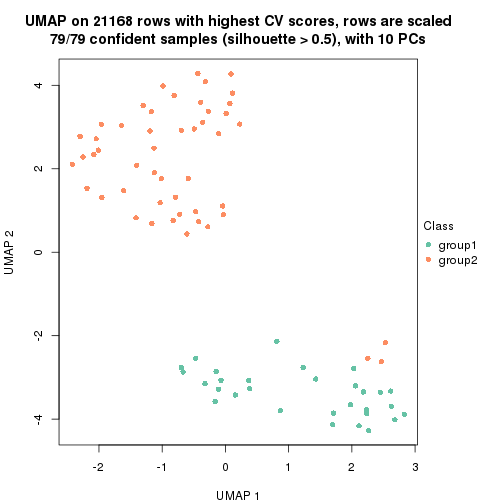 UMAP on 21168 rows with highest CV scores, rows are scaled
79/79 confident samples (silhouette > 0.5), with 10 PCs
4
2
0
-2
-4
UMAP 2
-2
-1
0
1
2
3
UMAP 1
Class
group1
group2